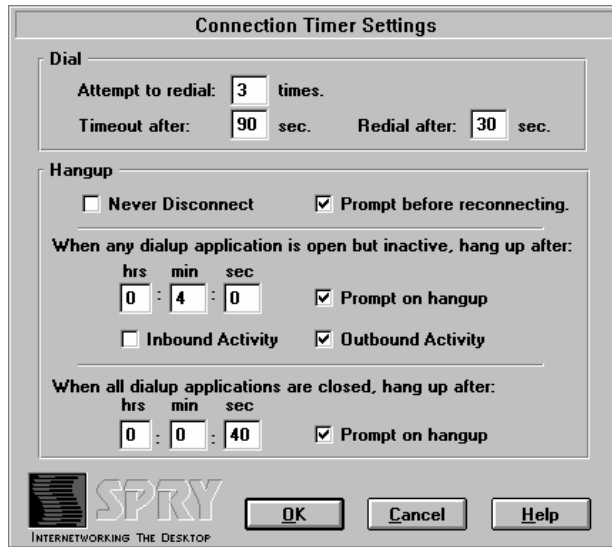 Connection Timer Settings
Dial
Attempt to redial: 3 times.
Timeout after: 90 sec. Redial after: 30 sec.
Hangup
Never Disconnect Prompt before reconnecting.
When any dialup application is open but inactive, hang up after:
hrs min sec
0 : 4 : 0 Prompt on hangup
Inbound Activity Outbound Activity
When all dialup applications are closed, hang up after:
hrs min sec
0 : 0 : 40 Prompt on hangup
SPRY
INTERNETWORKING THE DESKTOP
OK Cancel Help